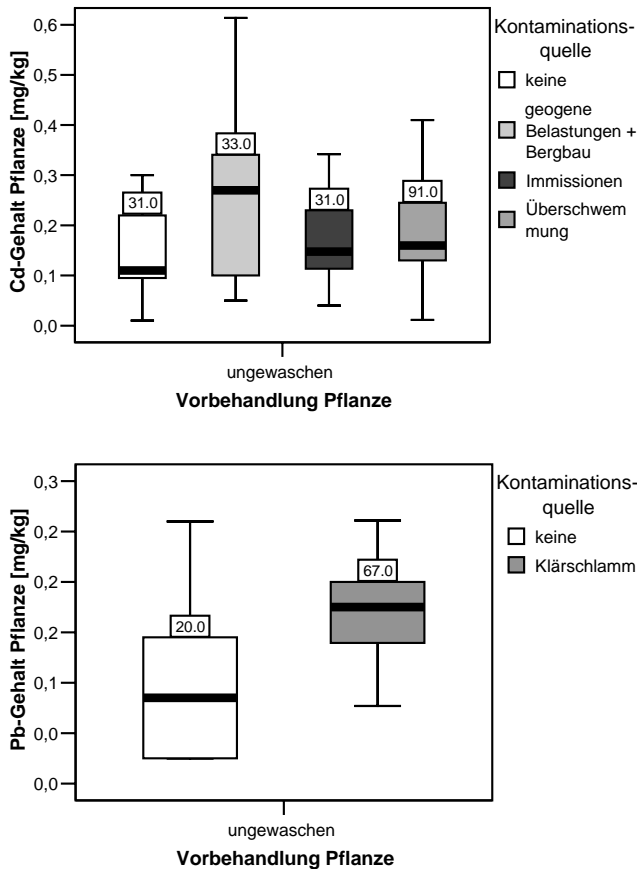 Cd-Gehalt Pflanze [mg/kg]
0,6
0,6
0,4
0,3
0,2
0,1
0,0
31.0
33.0
31.0
91.0
ungewaschen
Vorbehandlung Pflanze
Kontaminations-
quelle
keine
geogene
Belastungen +
Bergbau
Immissionen
Überschwem
mung
Pb-Gehalt Pflanze [mg/kg]
0,3
0,2
0,2
0,2
0,1
0,0
0,0
20.0
67.0
ungewaschen
Vorbehandlung Pflanze
Kontaminations-
quelle
keine
Klärschlamm